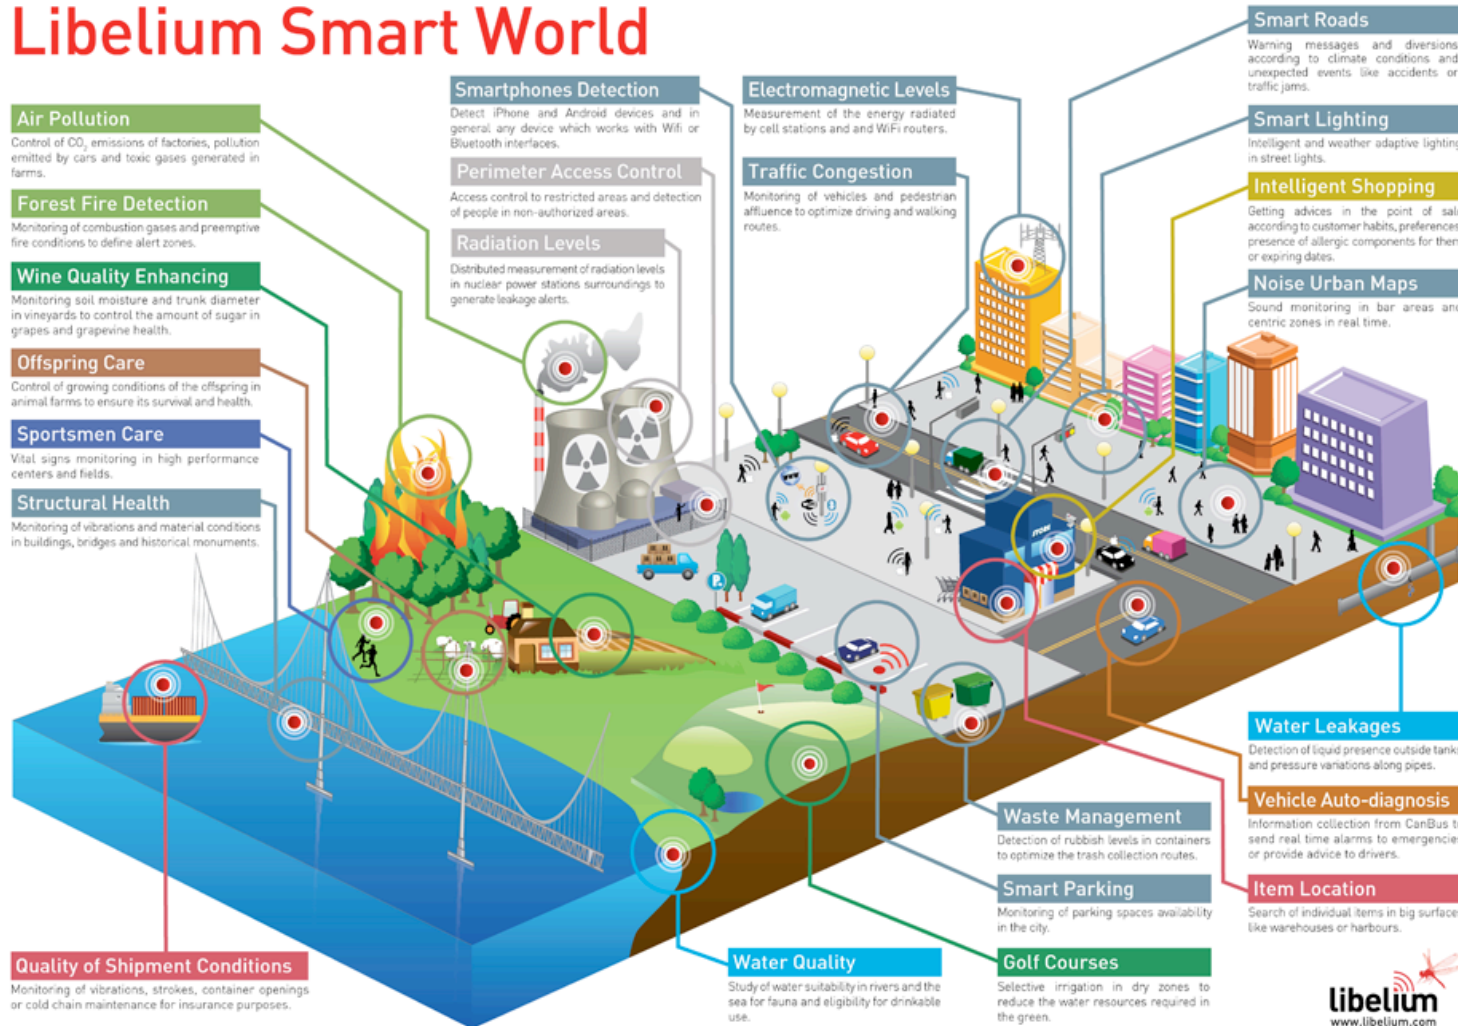 Libelium Smart World
Air Pollution
Control of CO₂ emissions of factories, pollution
emitted by cars and toxic gases generated in
farms.
Forest Fire Detection
Monitoring of combustion gases and preemptive
fire conditions to define alert zones.
Wine Quality Enhancing
Monitoring soil moisture and trunk diameter
in vineyards to control the amount of sugar in
grapes and grapevine health.
Offspring Care
Control of growing conditions of the offspring in
animal farms to ensure its survival and health.
Sportsmen Care
Vital signs monitoring in high performance
centers and fields.
Structural Health
Monitoring of vibrations and material conditions
in buildings, bridges and historical monuments.
Quality of Shipment Conditions
Monitoring of vibrations, strokes, container openings
or cold chain maintenance for insurance purposes.
Smartphones Detection
Detect iPhone and Android devices and in
general any device which works with Wifi or
Bluetooth interfaces.
Perimeter Access Control
Access control to restricted areas and detection
of people in non-authorized areas.
Radiation Levels
Distributed measurement of radiation levels
in nuclear power stations surroundings to
generate leakage alerts.
Electromagnetic Levels
Measurement of the energy radiated
by cell stations and and WiFi routers.
Traffic Congestion
Monitoring of vehicles and pedestrian
affluence to optimize driving and walking
routes.
Smart Roads
Warning messages and diversions
according to climate conditions and
unexpected events like accidents or
traffic jams.
Smart Lighting
Intelligent and weather adaptive lighting
in street lights.
Intelligent Shopping
Getting advices in the point of sal
according to customer habits, preferences
presence of allergic components for them
or expiring dates.
Noise Urban Maps
Sound monitoring in bar areas and
centric zones in real time.
STORE
P
Water Leakages
Detection of liquid presence outside tanks
and pressure variations along pipes.
Vehicle Auto-diagnosis
Information collection from CanBus t
send real time alarms to emergencies
or provide advice to drivers.
Item Location
Search of individual items in big surfaces
like warehouses or harbours.
Waste Management
Detection of rubbish levels in containers
to optimize the trash collection routes.
Smart Parking
Monitoring of parking spaces availability
in the city.
Golf Courses
Selective irrigation in dry zones to
reduce the water resources required in
the green.
Water Quality
Study of water suitability in rivers and the
sea for fauna and eligibility for drinkable
use.
libelium
www.libelium.com